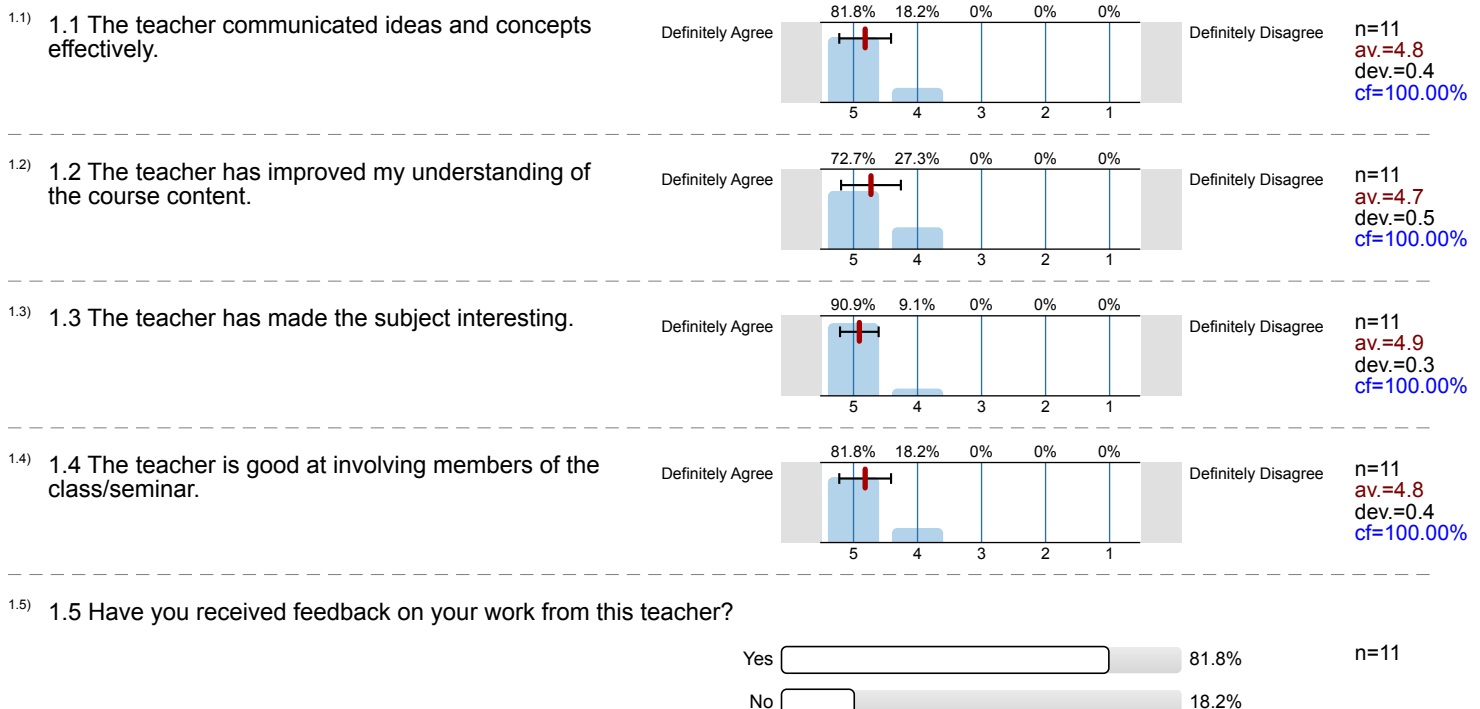 81.8% 18.2% 0% 0% 0%
1.1) 1.1 The teacher communicated ideas and concepts
effectively.
Definitely Agree
Definitely Disagree
5 4 3 2 1
n=11
av.=4.8
dev.=0.4
cf=100.00%
1.2) 1.2 The teacher has improved my understanding of
the course content.
72.7% 27.3% 0% 0% 0%
Definitely Agree
Definitely Disagree
5 4 3 2 1
n=11
av.=4.7
dev.=0.5
cf=100.00%
1.3) 1.3 The teacher has made the subject interesting.
90.9% 9.1% 0% 0% 0%
Definitely Agree
Definitely Disagree
5 4 3 2 1
n=11
av.=4.9
dev.=0.3
cf=100.00%
1.4) 1.4 The teacher is good at involving members of the
class/seminar.
81.8% 18.2% 0% 0% 0%
Definitely Agree
Definitely Disagree
5 4 3 2 1
n=11
av.=4.8
dev.=0.4
cf=100.00%
1.5) 1.5 Have you received feedback on your work from this teacher?
Yes 81.8% n=11
No 18.2%